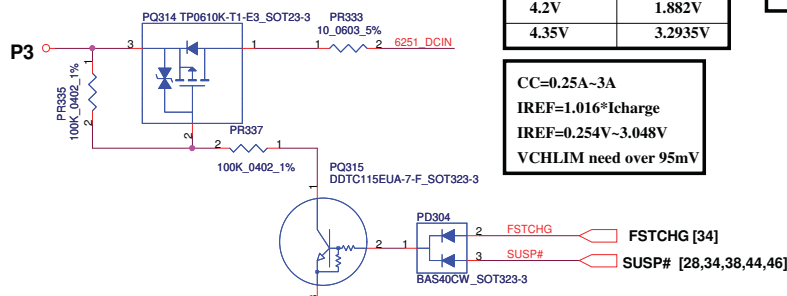 PQ314 TP0610K-T1-E3_SOT23-3
PR333
10_0603_5%
4.2V 1.882V
4.35V 3.2935V
P3 3 1 1 2 6251_DCIN
1
PR335
100K_0402_1%
2
2
PR337
2 1
100K_0402_1%
CC=0.25A~3A
IREF=1.016*Icharge
IREF=0.254V~3.048V
VCHLIM need over 95mV
PQ315
DDTC115EUA-7-F_SOT323-3
1
PD304
2 1
2 FSTCHG FSTCHG [34]
3 SUSP# SUSP# [28,34,38,44,46]
BAS40CW_SOT323-3